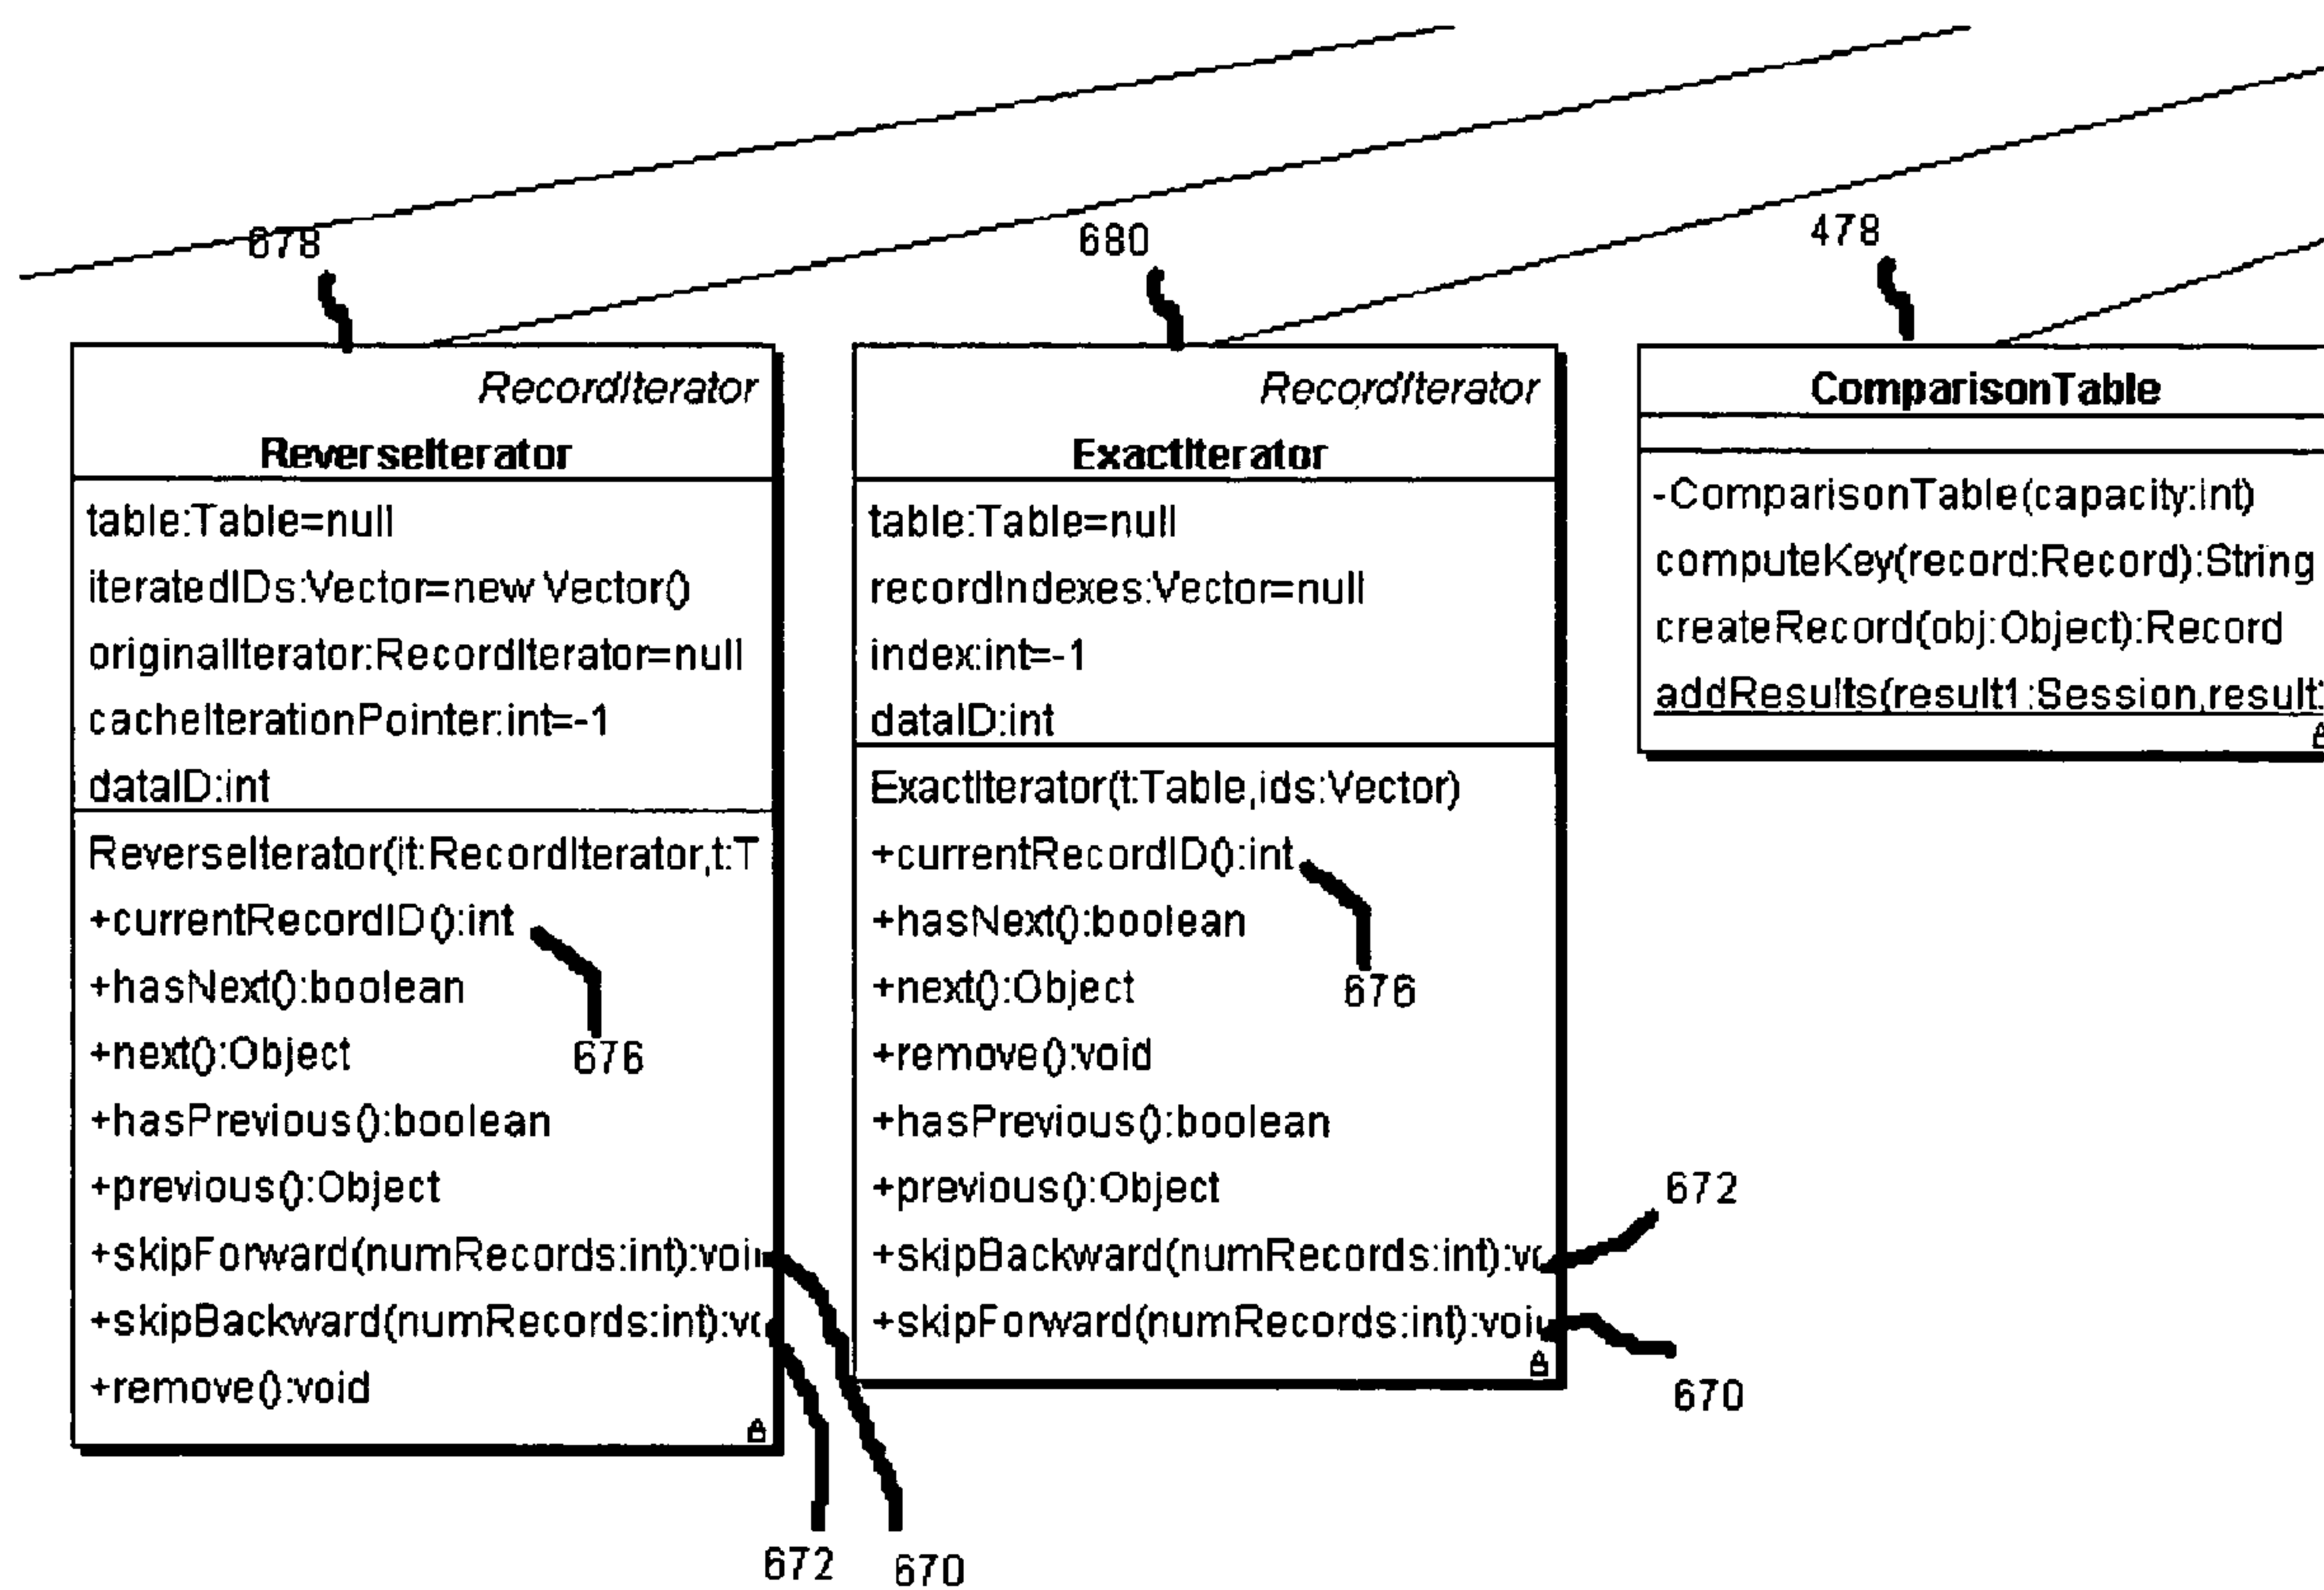 678
680
478
RecordIterator
ReverseIterator
table:Table=null
iteratedIDs:Vector=new Vector()
originalIterator:RecordIterator=null
cacheIterationPointer:int=-1
dataID:int
ReverseIterator(it:RecordIterator,t:T
+currentRecordID():int
676
+hasNext():boolean
+next():Object
+hasPrevious():boolean
+previous():Object
+skipForward(numRecords:int):voi
+skipBackward(numRecords:int):v
+remove():void
672
670
RecordIterator
ExactIterator
table:Table=null
recordIndexes:Vector=null
index:int=-1
dataID:int
ExactIterator(t:Table,ids:Vector)
+currentRecordID():int
676
+hasNext():boolean
+next():Object
+remove():void
+hasPrevious():boolean
+previous():Object
+skipBackward(numRecords:int):v
+skipForward(numRecords:int):voi
672
670
ComparisonTable
-ComparisonTable(capacity:int)
computeKey(record:Record):String
createRecord(obj:Object):Record
addResults(result1:Session,result